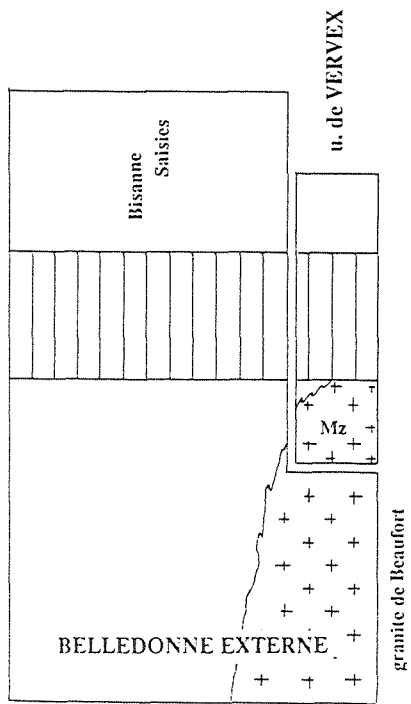 Bisanne
Saisies
u. de VERVEX
Mz
BELLEDONNE EXTERNE
granite de Beaufort